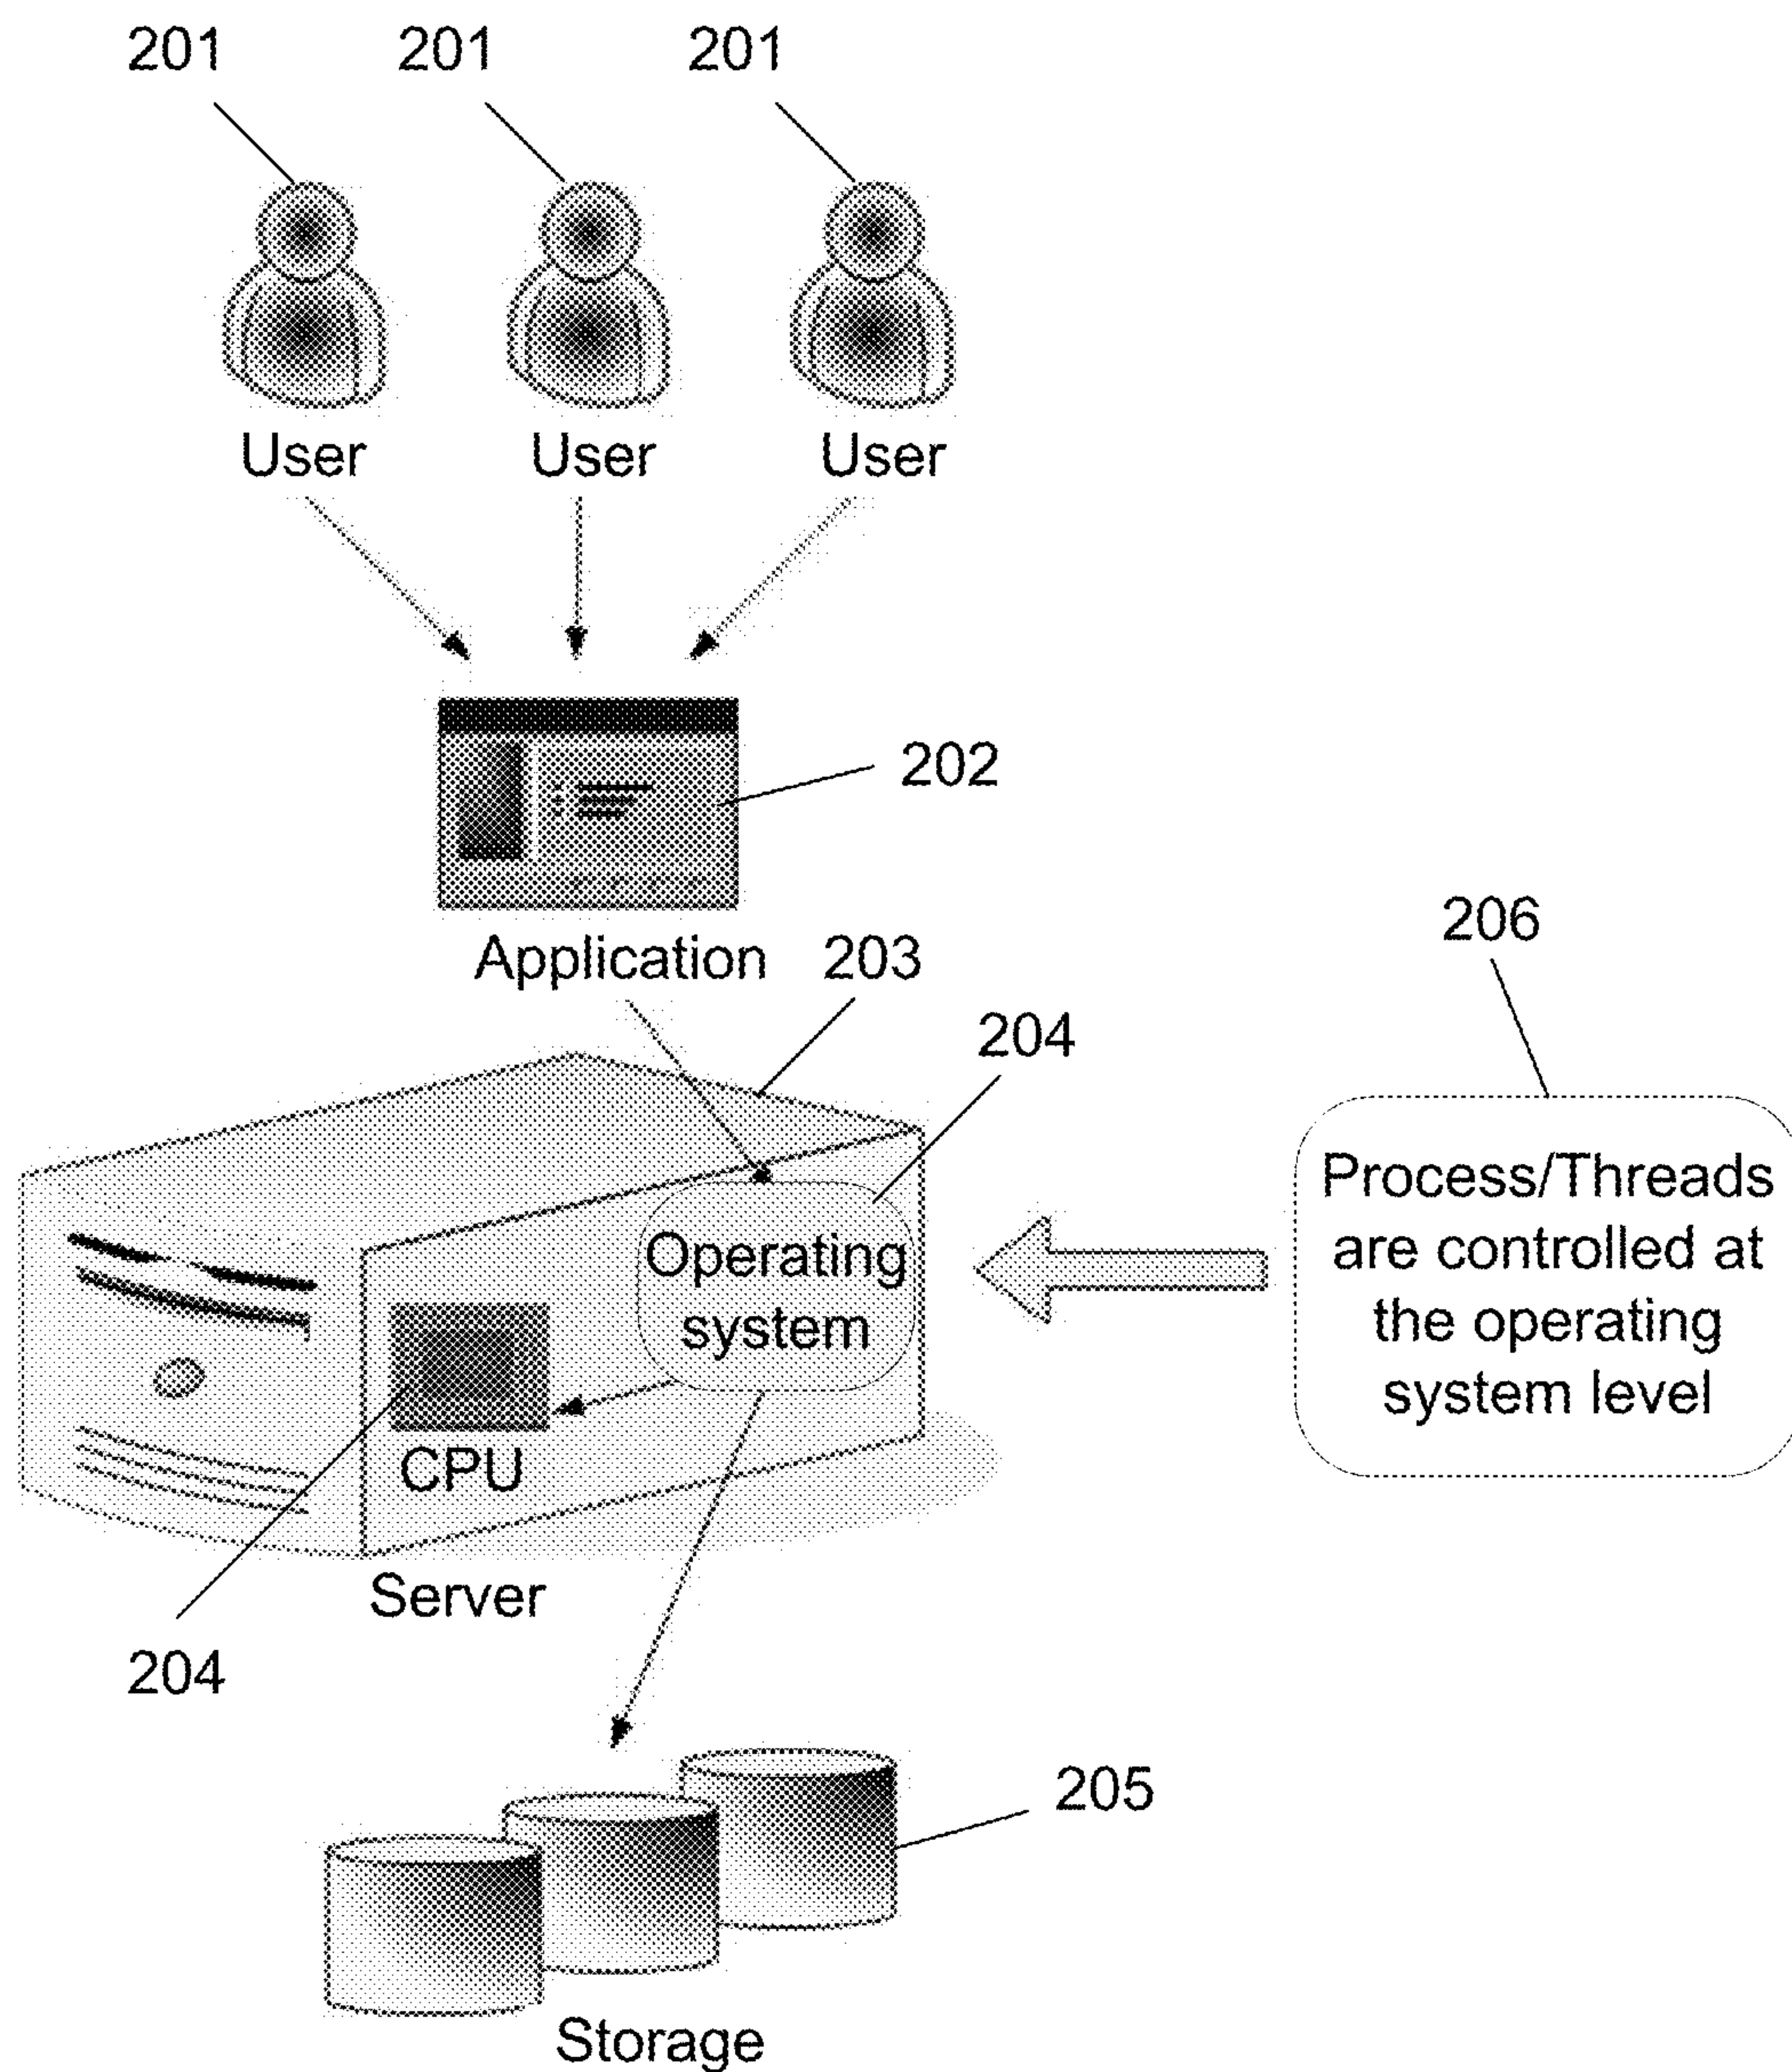 201 201 201
User User User
202
Application 203
204
206
Process/Threads
are controlled at
the operating
system level
Operating
system
CPU
Server
204
205
Storage